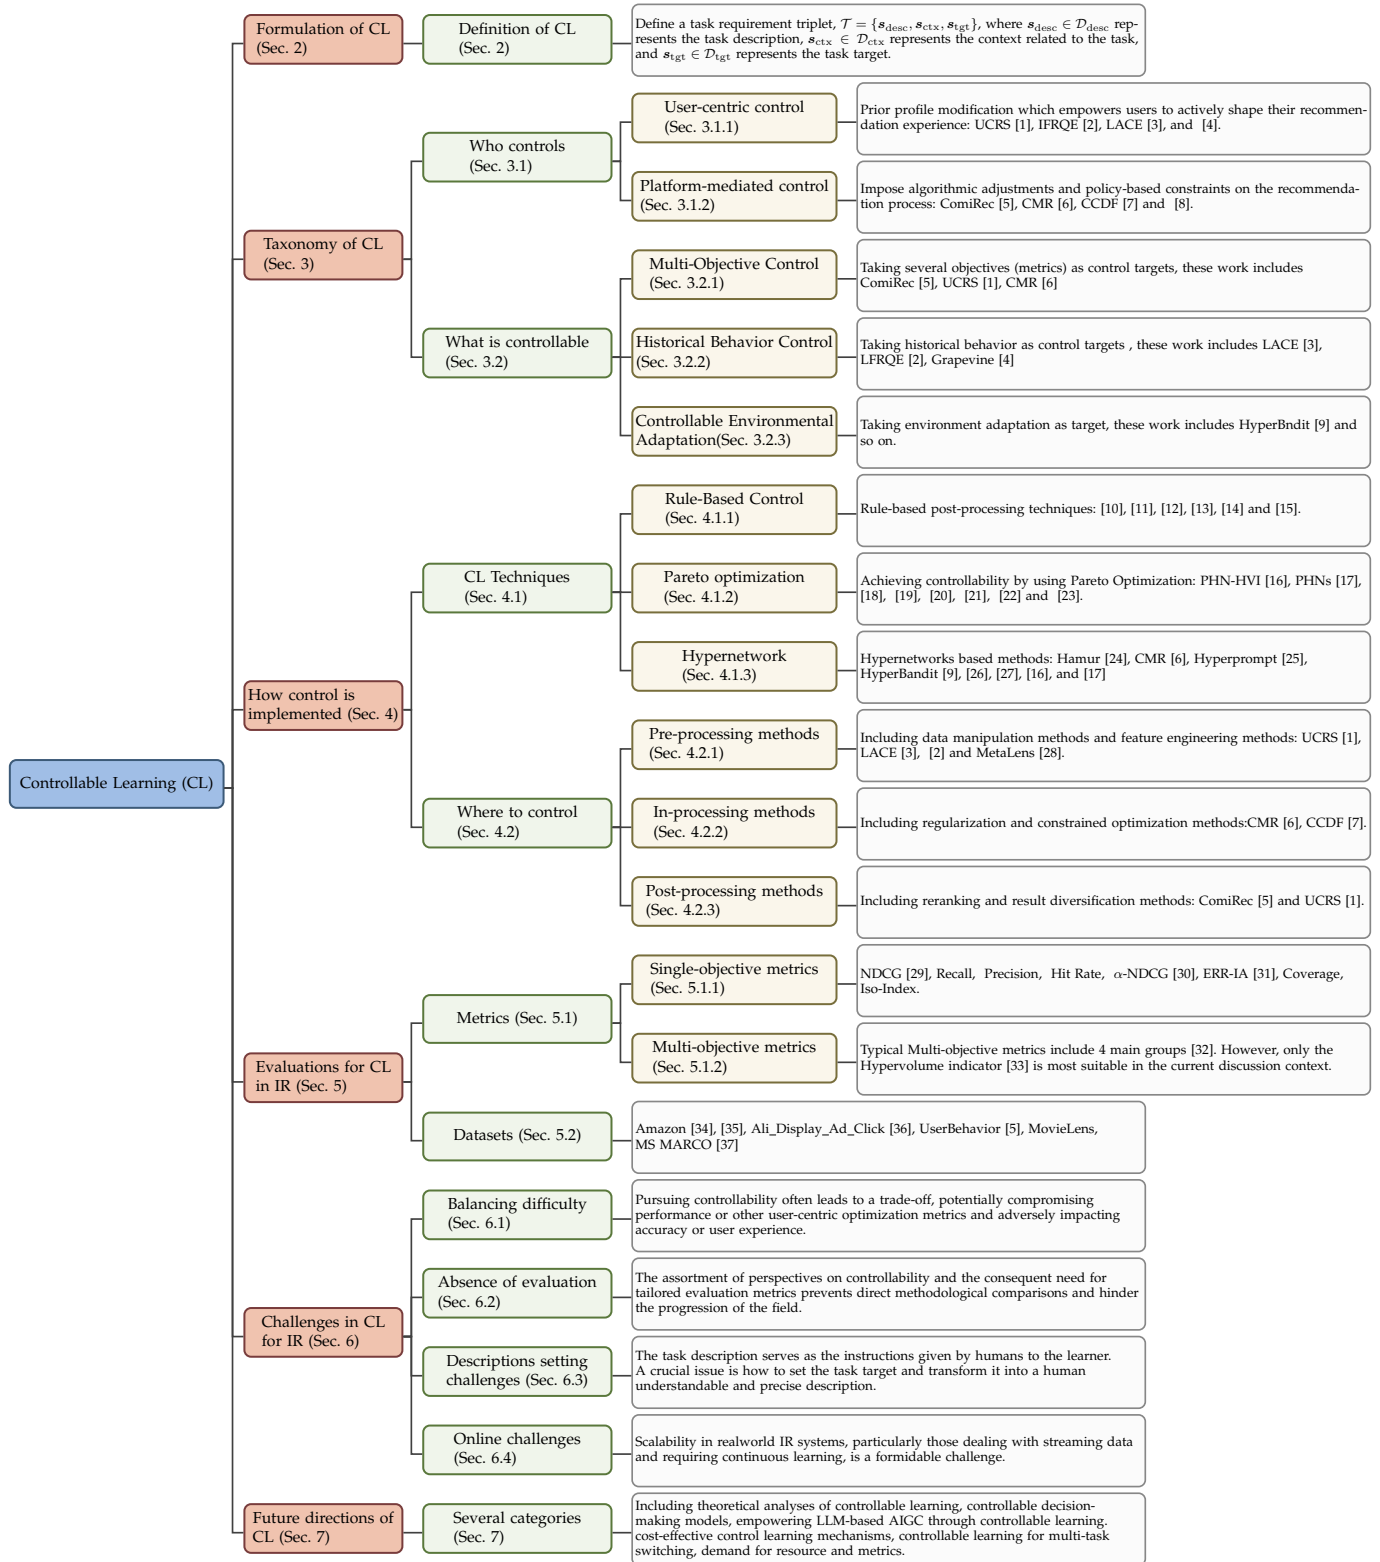 Formulation of CL
(Sec. 2)
Definition of CL
(Sec. 2)
Define a task requirement triplet, 𝒯 = {s_desc, s_ctx, s_tgt}, where s_desc ∈ 𝒟_desc rep-
resents the task description, s_ctx ∈ 𝒟_ctx represents the context related to the task,
and s_tgt ∈ 𝒟_tgt represents the task target.
Taxonomy of CL
(Sec. 3)
Who controls
(Sec. 3.1)
User-centric control
(Sec. 3.1.1)
Prior profile modification which empowers users to actively shape their recommen-
dation experience: UCRS [1], IFRQE [2], LACE [3], and [4].
Platform-mediated control
(Sec. 3.1.2)
Impose algorithmic adjustments and policy-based constraints on the recommenda-
tion process: ComiRec [5], CMR [6], CCDF [7] and [8].
What is controllable
(Sec. 3.2)
Multi-Objective Control
(Sec. 3.2.1)
Taking several objectives (metrics) as control targets, these work includes
ComiRec [5], UCRS [1], CMR [6]
Historical Behavior Control
(Sec. 3.2.2)
Taking historical behavior as control targets , these work includes LACE [3],
LFRQE [2], Grapevine [4]
Controllable Environmental
Adaptation(Sec. 3.2.3)
Taking environment adaptation as target, these work includes HyperBndit [9] and
so on.
How control is
implemented (Sec. 4)
CL Techniques
(Sec. 4.1)
Rule-Based Control
(Sec. 4.1.1)
Rule-based post-processing techniques: [10], [11], [12], [13], [14] and [15].
Pareto optimization
(Sec. 4.1.2)
Achieving controllability by using Pareto Optimization: PHN-HVI [16], PHNs [17],
[18], [19], [20], [21], [22] and [23].
Hypernetwork
(Sec. 4.1.3)
Hypernetworks based methods: Hamur [24], CMR [6], Hyperprompt [25],
HyperBandit [9], [26], [27], [16], and [17]
Where to control
(Sec. 4.2)
Pre-processing methods
(Sec. 4.2.1)
Including data manipulation methods and feature engineering methods: UCRS [1],
LACE [3], [2] and MetaLens [28].
In-processing methods
(Sec. 4.2.2)
Including regularization and constrained optimization methods:CMR [6], CCDF [7].
Post-processing methods
(Sec. 4.2.3)
Including reranking and result diversification methods: ComiRec [5] and UCRS [1].
Controllable Learning (CL)
Evaluations for CL
in IR (Sec. 5)
Metrics (Sec. 5.1)
Single-objective metrics
(Sec. 5.1.1)
NDCG [29], Recall, Precision, Hit Rate, α-NDCG [30], ERR-IA [31], Coverage,
Iso-Index.
Multi-objective metrics
(Sec. 5.1.2)
Typical Multi-objective metrics include 4 main groups [32]. However, only the
Hypervolume indicator [33] is most suitable in the current discussion context.
Datasets (Sec. 5.2)
Amazon [34], [35], Ali_Display_Ad_Click [36], UserBehavior [5], MovieLens,
MS MARCO [37]
Challenges in CL
for IR (Sec. 6)
Balancing difficulty
(Sec. 6.1)
Pursuing controllability often leads to a trade-off, potentially compromising
performance or other user-centric optimization metrics and adversely impacting
accuracy or user experience.
Absence of evaluation
(Sec. 6.2)
The assortment of perspectives on controllability and the consequent need for
tailored evaluation metrics prevents direct methodological comparisons and hinder
the progression of the field.
Descriptions setting
challenges (Sec. 6.3)
The task description serves as the instructions given by humans to the learner.
A crucial issue is how to set the task target and transform it into a human
understandable and precise description.
Online challenges
(Sec. 6.4)
Scalability in realworld IR systems, particularly those dealing with streaming data
and requiring continuous learning, is a formidable challenge.
Future directions of
CL (Sec. 7)
Several categories
(Sec. 7)
Including theoretical analyses of controllable learning, controllable decision-
making models, empowering LLM-based AIGC through controllable learning.
cost-effective control learning mechanisms, controllable learning for multi-task
switching, demand for resource and metrics.